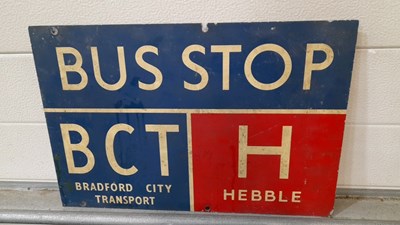 BUS STOP
BCT
BRADFORD CITY
TRANSPORT
H
HEBBLE